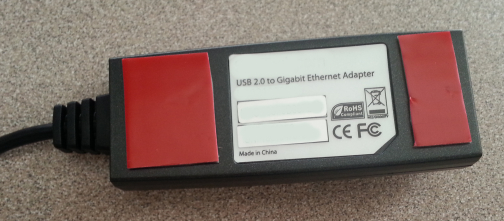 USB 2.0 to Gigabit Ethernet Adapter
RoHS
Compliant
CE FC
Made in China